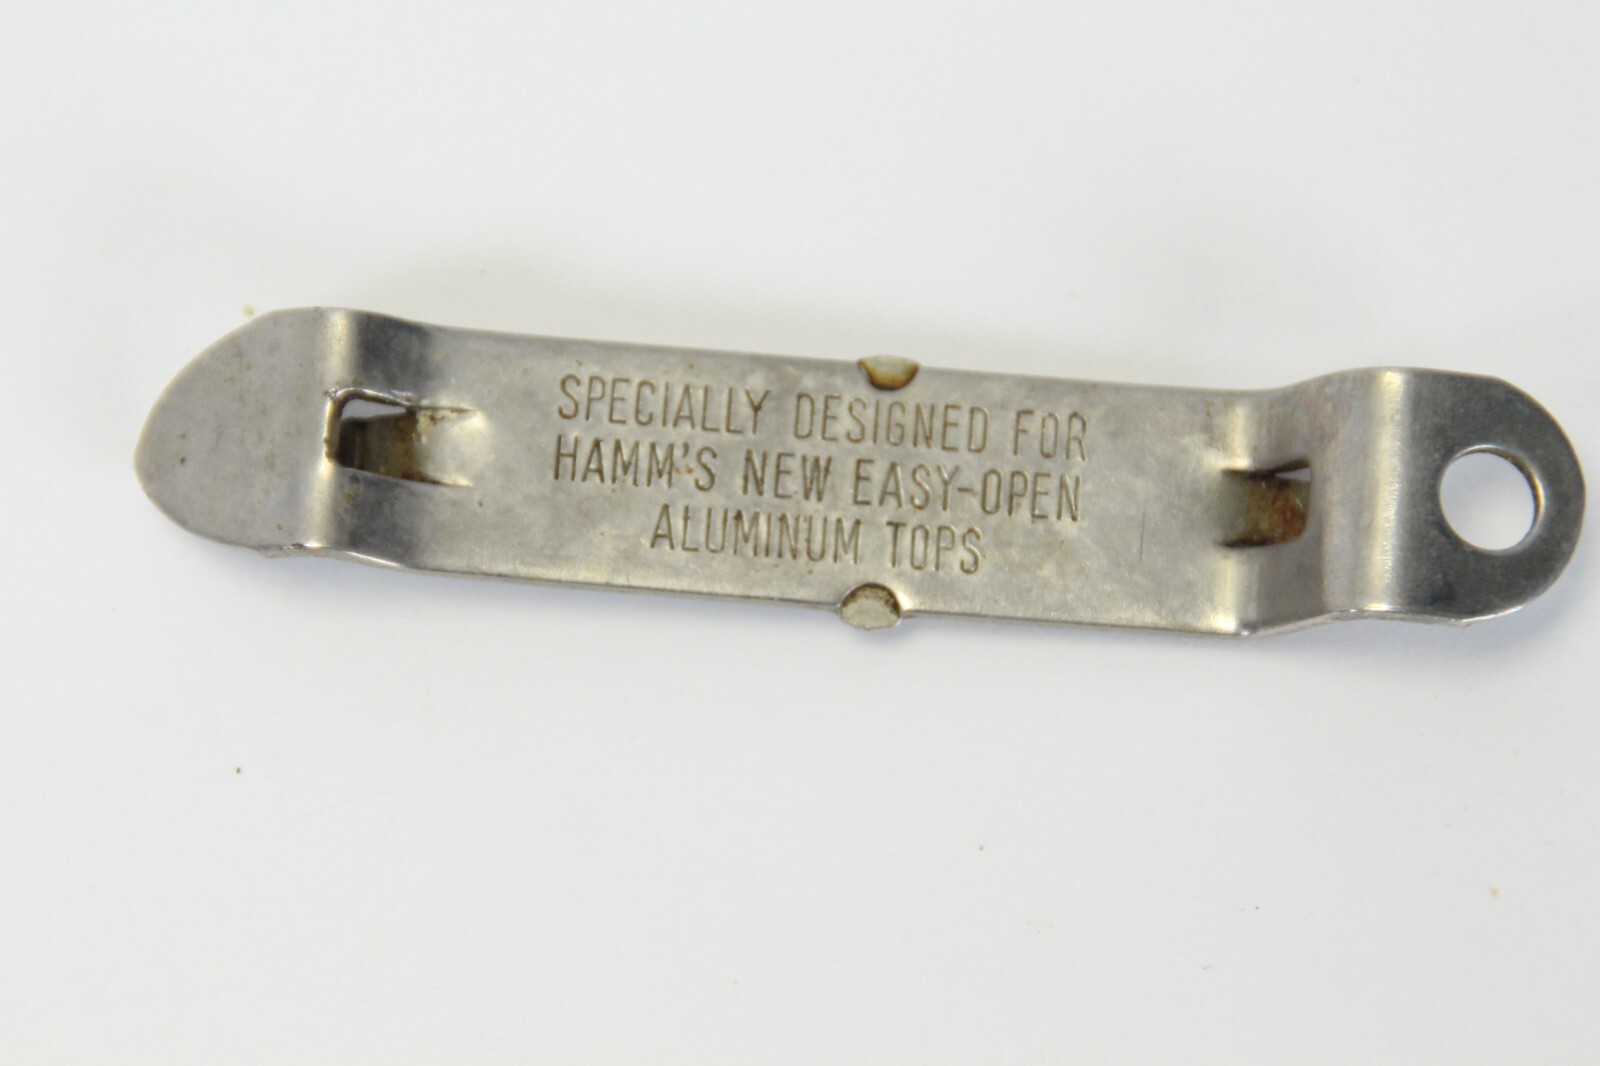 SPECIALLY DESIGNED FOR
HAMM'S NEW EASY-OPEN
ALUMINUM TOPS